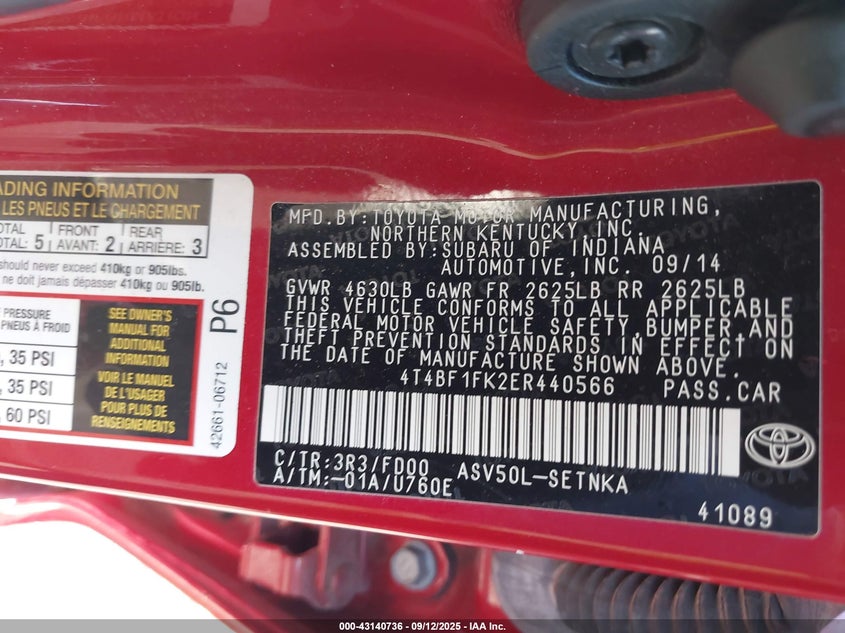 ADING INFORMATION
LES PNEUS ET LE CHARGEMENT
OTAL FRONT REAR
OTAL: 5 AVANT: 2 ARRIÈRE: 3
should never exceed 410kg or 905lbs.
ne doit jamais dépasser 410kg ou 905lb.
PRESSURE
PNEUS À FROID
35 PSI
35 PSI
60 PSI
SEE OWNER'S
MANUAL FOR
ADDITIONAL
INFORMATION
VOIR LE MANUEL
DE L'USAGER
POUR PLUS DE
RENSEIGNEMENTS
P6
42661-06712
MFD.BY:TOYOTA MOTOR MANUFACTURING,
NORTHERN KENTUCKY,INC.
ASSEMBLED BY:SUBARU OF INDIANA
AUTOMOTIVE,INC. 09/14
GVWR 4630LB GAWR FR 2625LB RR 2625LB
THIS VEHICLE CONFORMS TO ALL APPLICABLE
FEDERAL MOTOR VEHICLE SAFETY,BUMPER,AND
THEFT PREVENTION STANDARDS IN EFFECT ON
THE DATE OF MANUFACTURE SHOWN ABOVE.
4T4BF1FK2ER440566 PASS.CAR
C/TR:3R3/FD00 ASV50L-SETNKA
A/TM:-01A/U760E
41089
000-43140736 - 09/12/2025 - IAA Inc.